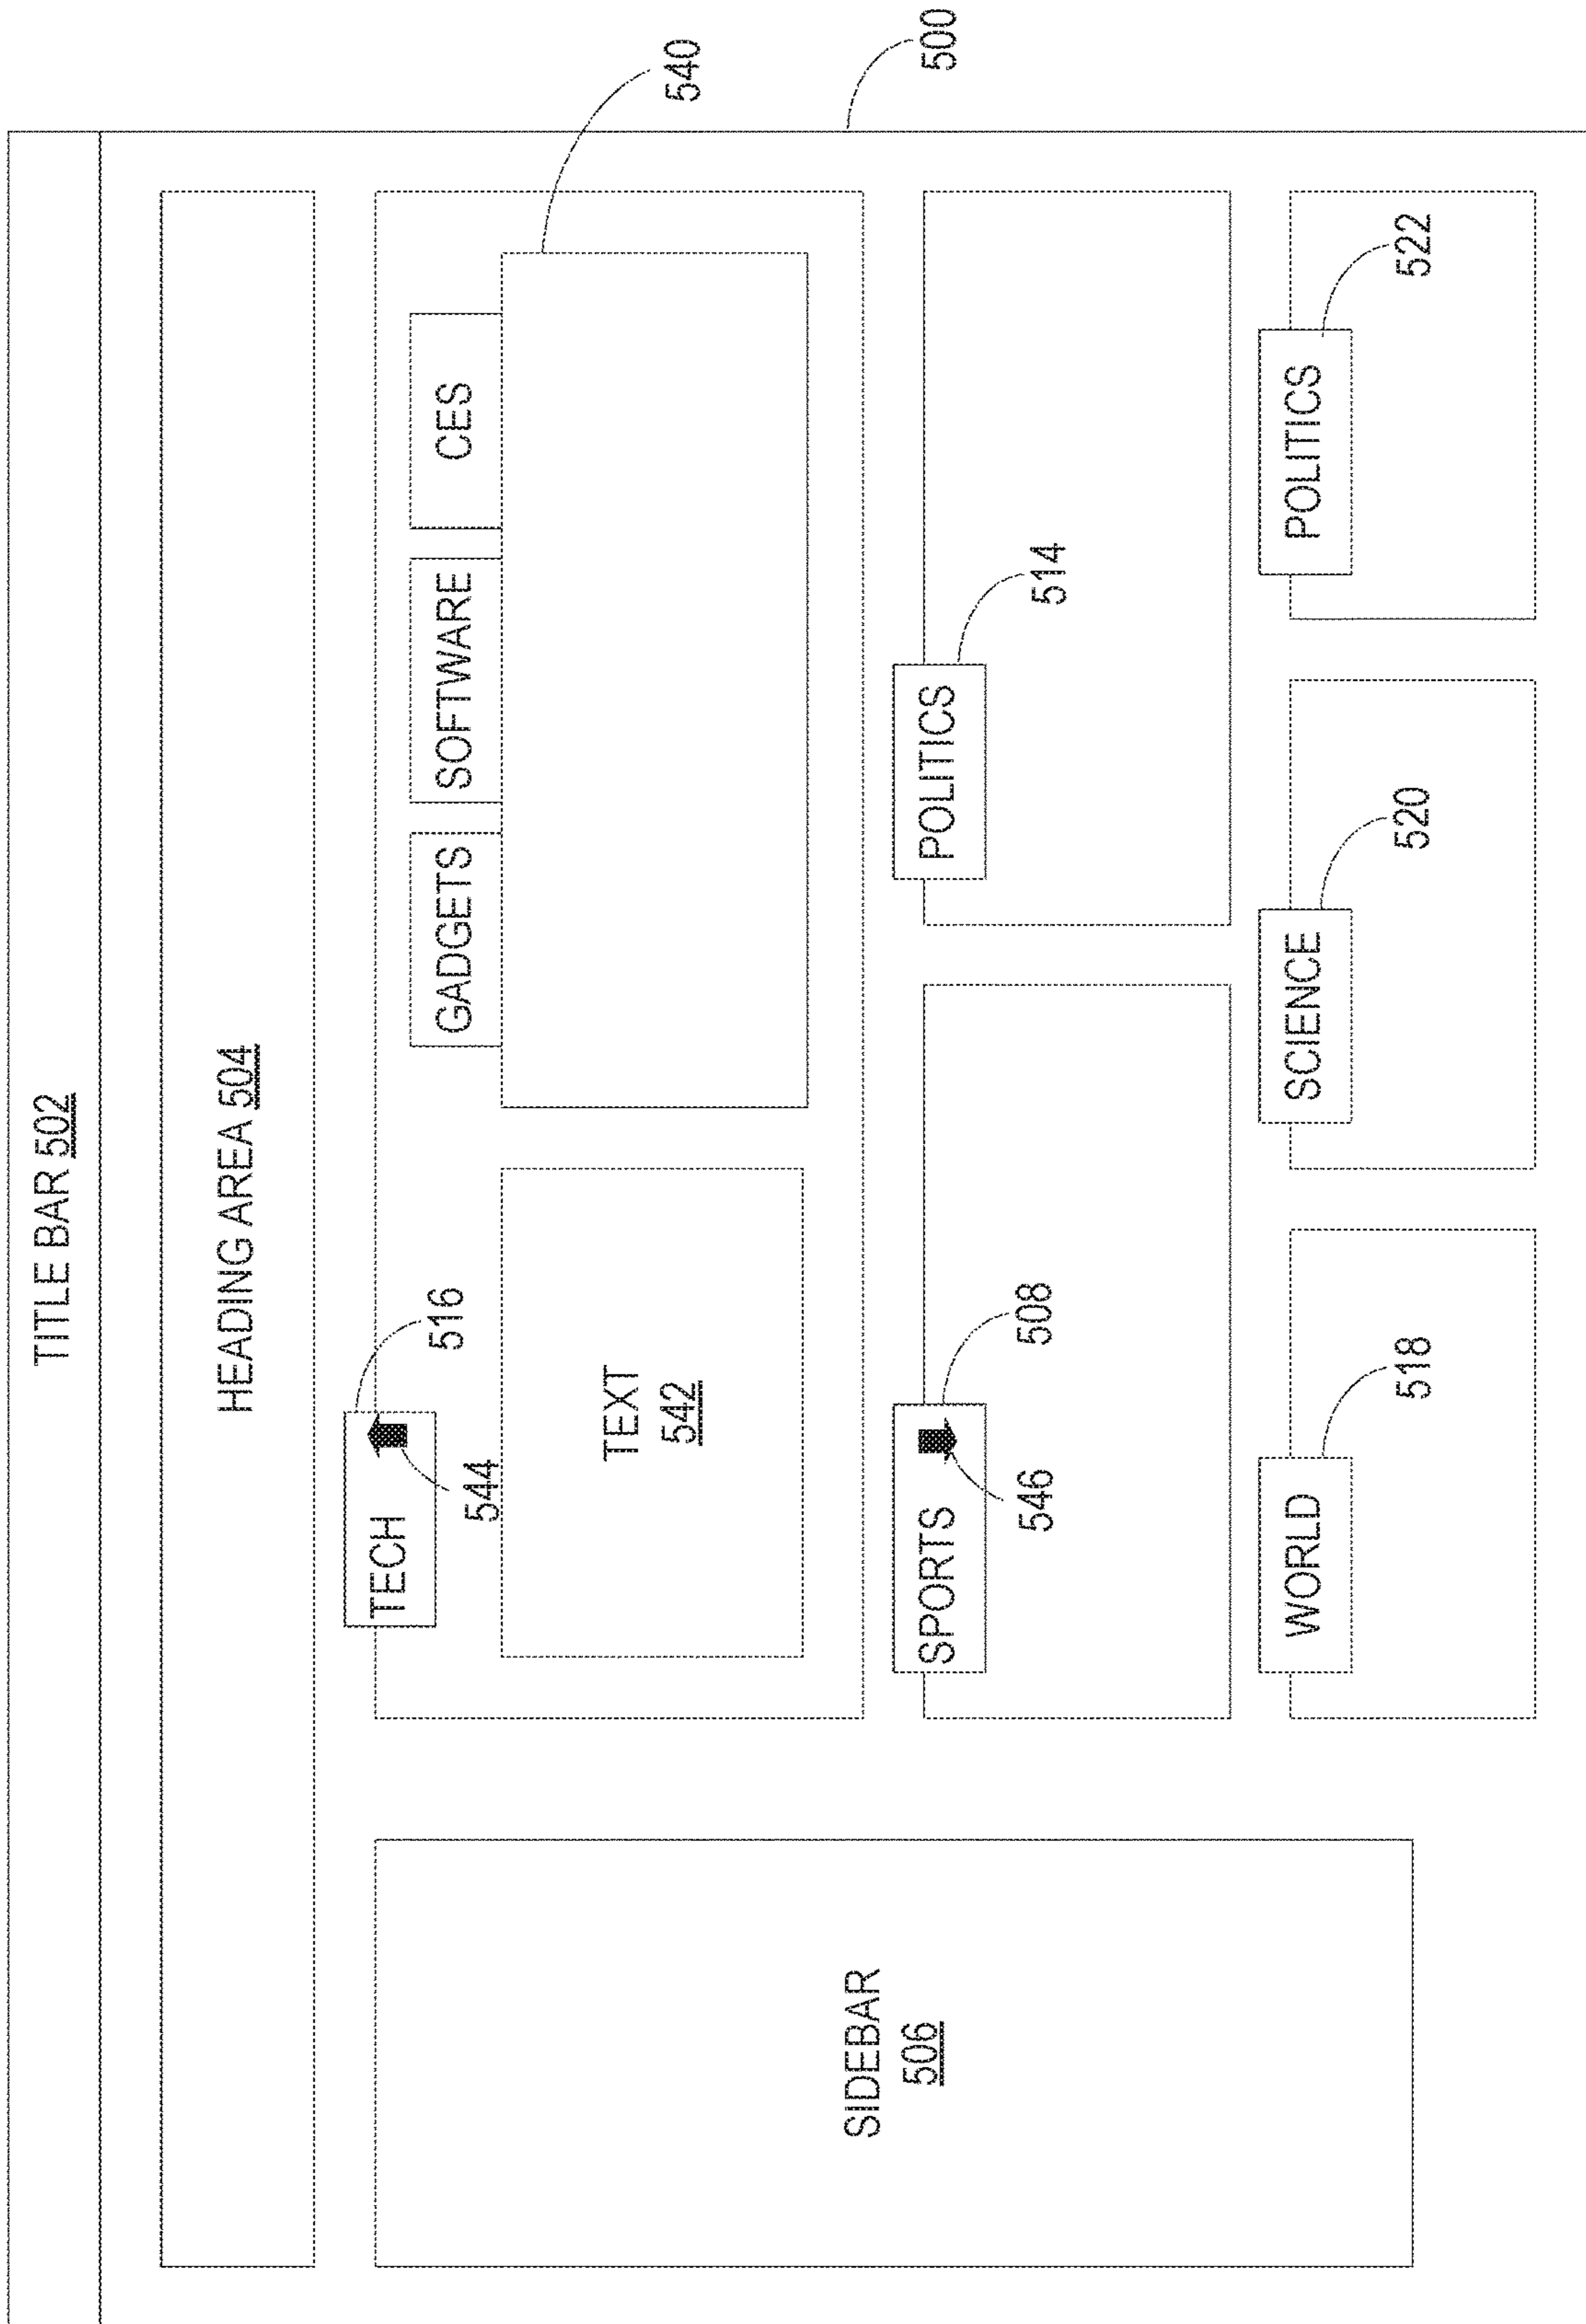 TITLE BAR 502
500
HEADING AREA 504
540
TECH
516
544
GADGETS
SOFTWARE
CES
TEXT
542
SIDEBAR
506
SPORTS
508
546
POLITICS
514
WORLD
518
SCIENCE
520
POLITICS
522